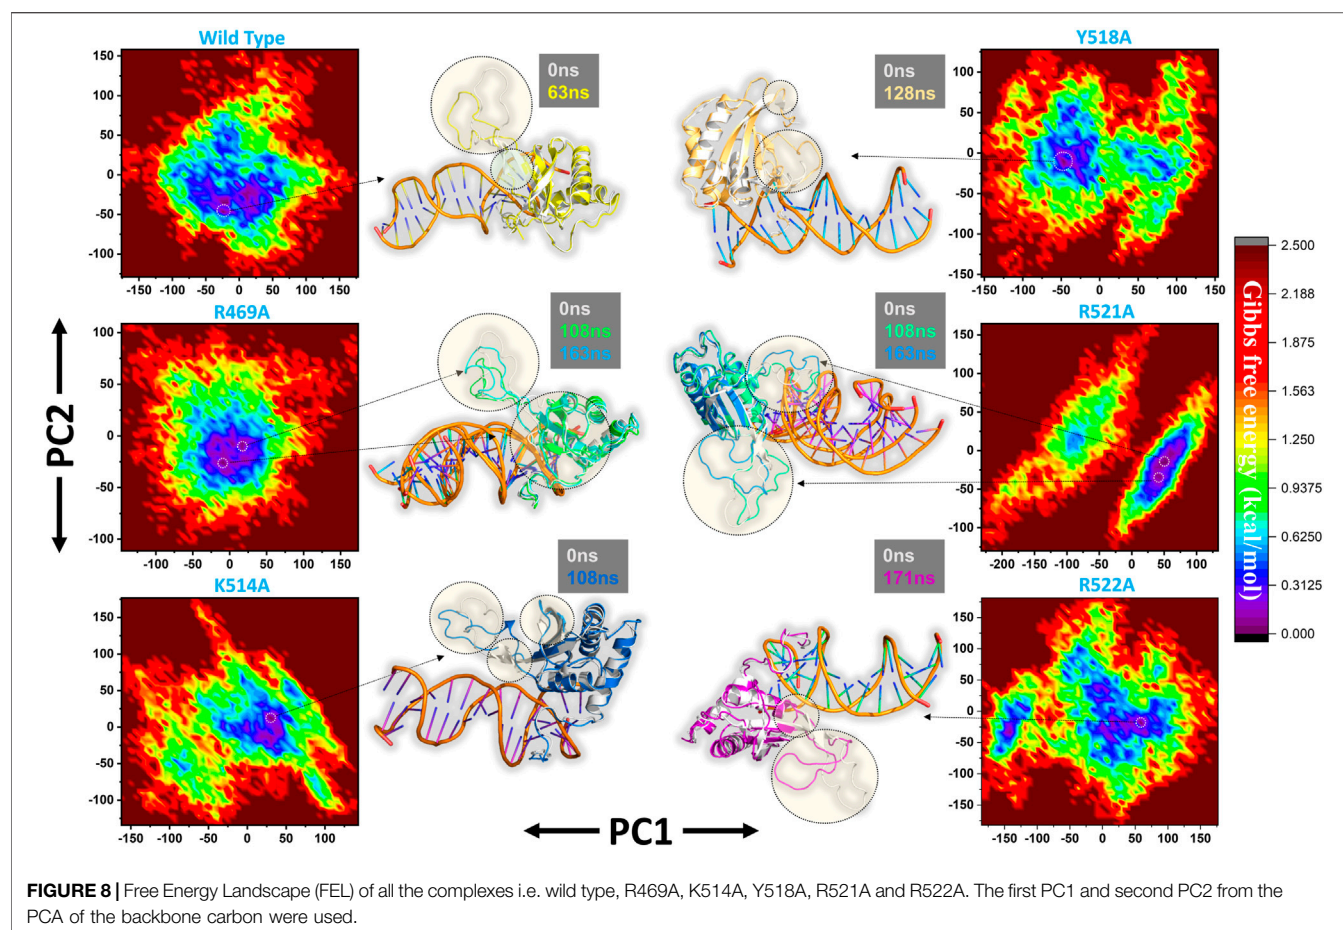 Wild Type
150
100
50
0
-50
-100
-150 -100 -50 0 50 100 150
0ns
63ns
0ns
128ns
Y518A
100
50
0
-50
-100
-150
-150 -100 -50 0 50 100 150
R469A
100
50
0
-50
-100
-150 -100 -50 0 50 100
0ns
108ns
163ns
0ns
108ns
163ns
R521A
150
100
50
0
-50
-100
-200 -150 -100 -50 0 50 100
K514A
150
100
50
0
-50
-100
-150 -100 -50 0 50 100
0ns
108ns
0ns
171ns
R522A
150
100
50
0
-50
-100
-150
-150 -100 -50 0 50 100 150
PC2
PC1
2.500
2.188
1.875
1.563
1.250
0.9375
0.6250
0.3125
0.000
Gibbs free energy (kcal/mol)
FIGURE 8 | Free Energy Landscape (FEL) of all the complexes i.e. wild type, R469A, K514A, Y518A, R521A and R522A. The first PC1 and second PC2 from the
PCA of the backbone carbon were used.